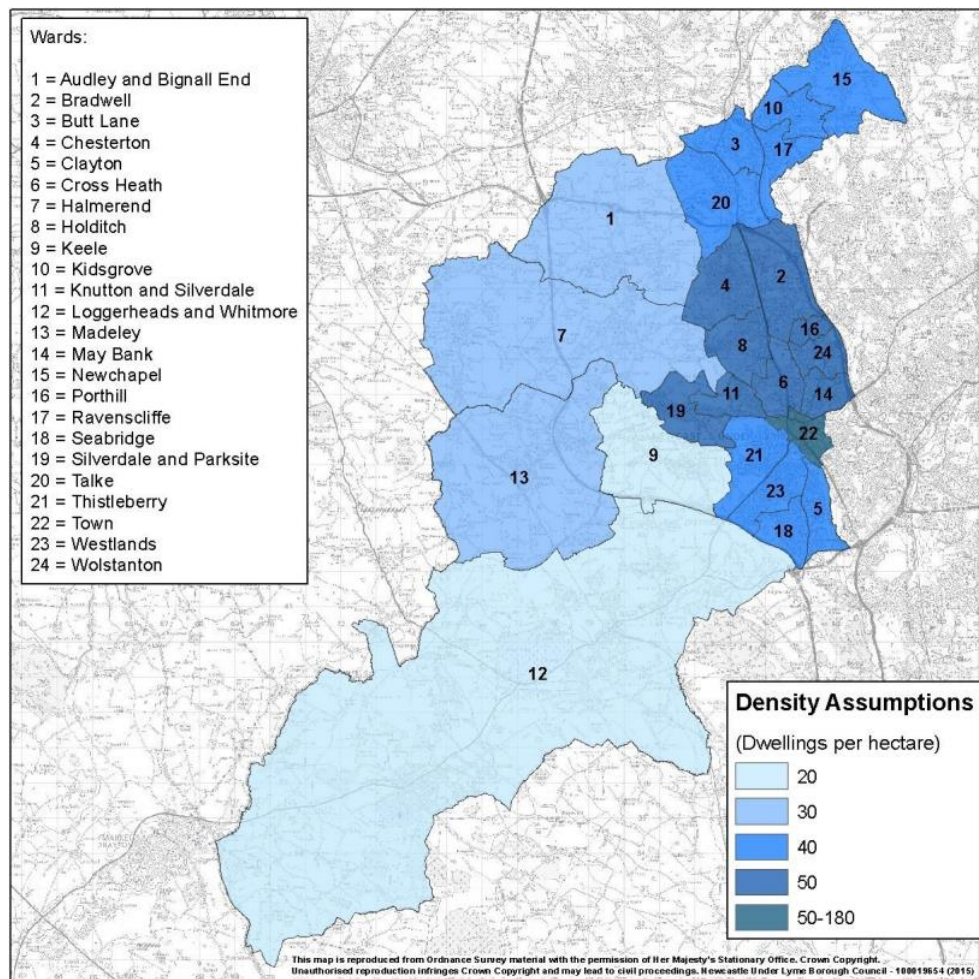 Wards:
1 = Audley and Bignall End
2 = Bradwell
3 = Butt Lane
4 = Chesterton
5 = Clayton
6 = Cross Heath
7 = Halmerend
8 = Holditch
9 = Keele
10 = Kidsgrove
11 = Knutton and Silverdale
12 = Loggerheads and Whitmore
13 = Madeley
14 = May Bank
15 = Newchapel
16 = Porthill
17 = Ravenscliffe
18 = Seabridge
19 = Silverdale and Parksite
20 = Talke
21 = Thistleberry
22 = Town
23 = Westlands
24 = Wolstanton
15
10
3
17
20
1
2
4
16
7
8
24
6
11
14
19
22
9
21
13
23
5
18
12
Density Assumptions
(Dwellings per hectare)
20
30
40
50
50-180
MARKET
DRAYTON
This map is reproduced from Ordnance Survey material with the permission of Her Majesty's Stationary Office. Crown Copyright.
Unauthorised reproduction infringes Crown Copyright and may lead to civil proceedings. Newcastle Under Lyme Borough Council - 100019654